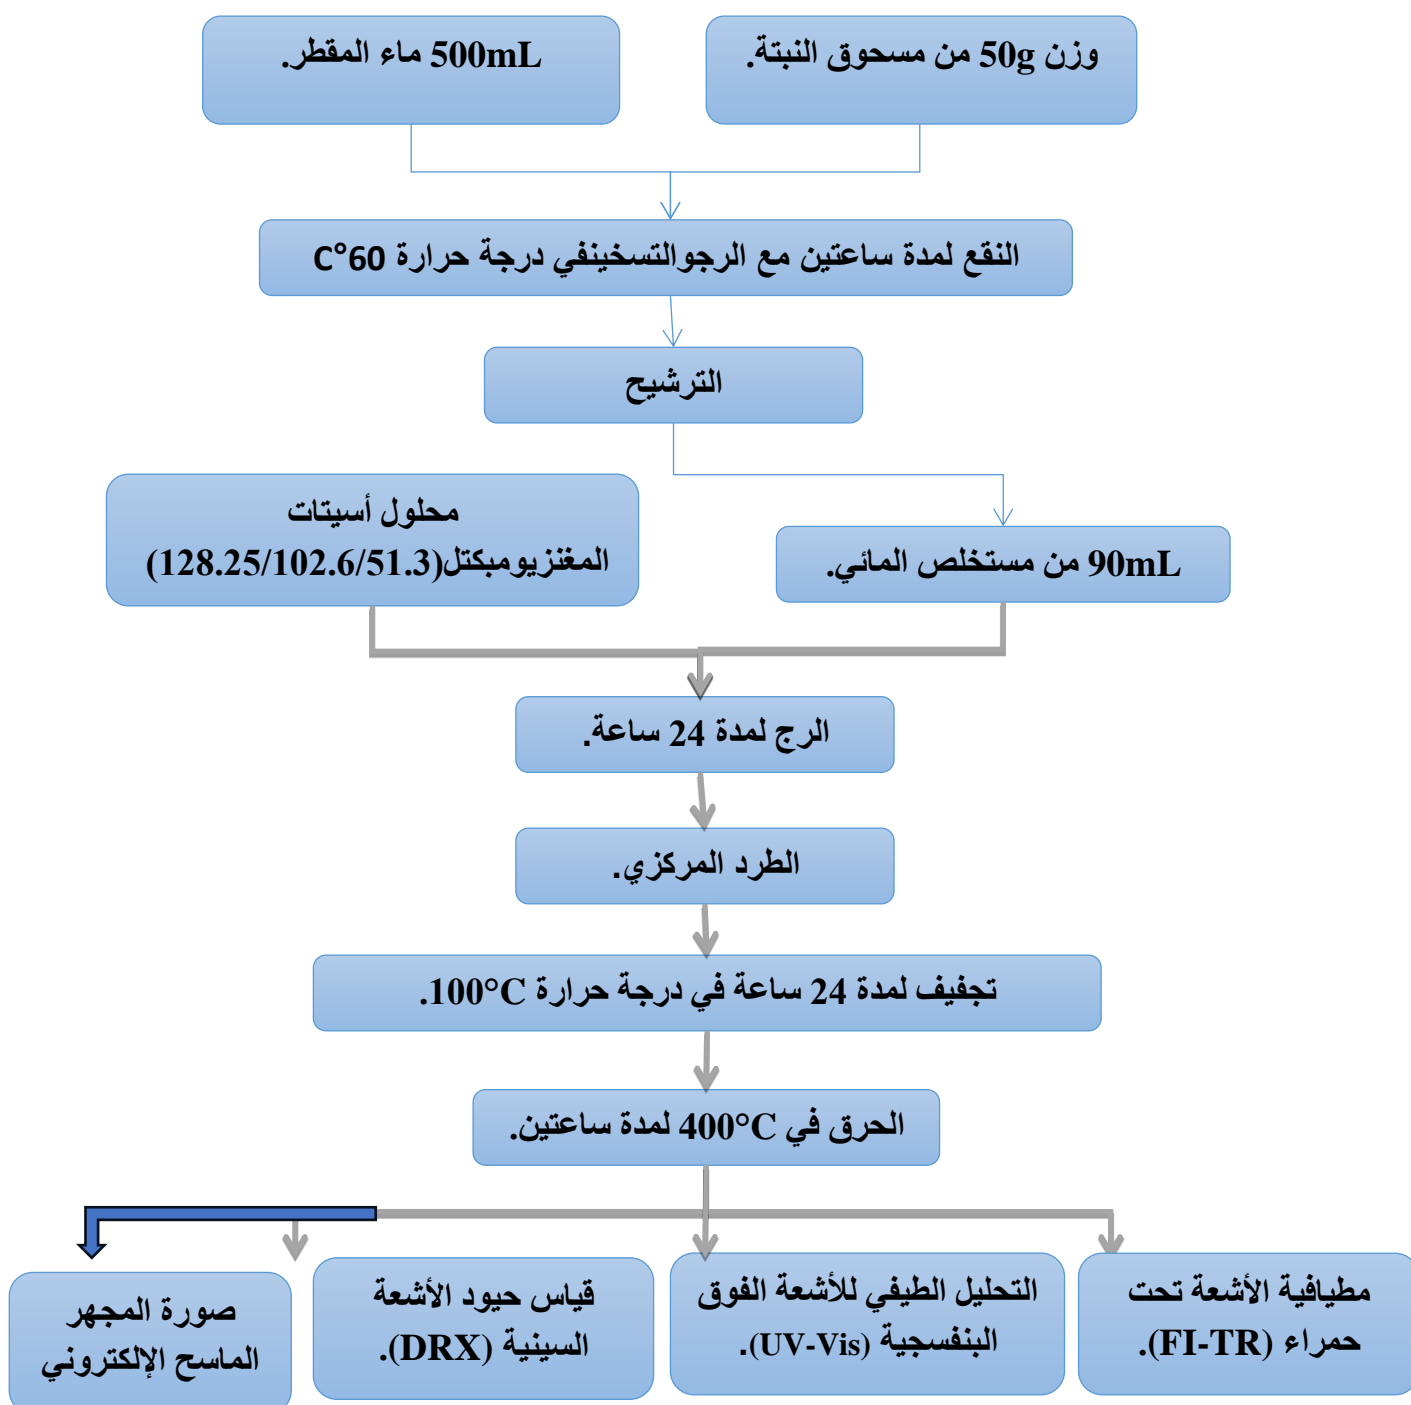 وزن 50g من مسحوق النبتة.
500mL ماء المقطر.
النقع لمدة ساعتين مع الرجوالتسخينفي درجة حرارة 60°C
الترشيح
محلول أسيتات
المغنزيومبكتل(128.25/102.6/51.3)
90mL من مستخلص المائي.
الرج لمدة 24 ساعة.
الطرد المركزي.
تجفيف لمدة 24 ساعة في درجة حرارة 100°C.
الحرق في 400°C لمدة ساعتين.
مطيافية الأشعة تحت
حمراء (FI-TR).
التحليل الطيفي للأشعة الفوق
البنفسجية (UV-Vis).
قياس حيود الأشعة
السينية (DRX).
صورة المجهر
الماسح الإلكتروني